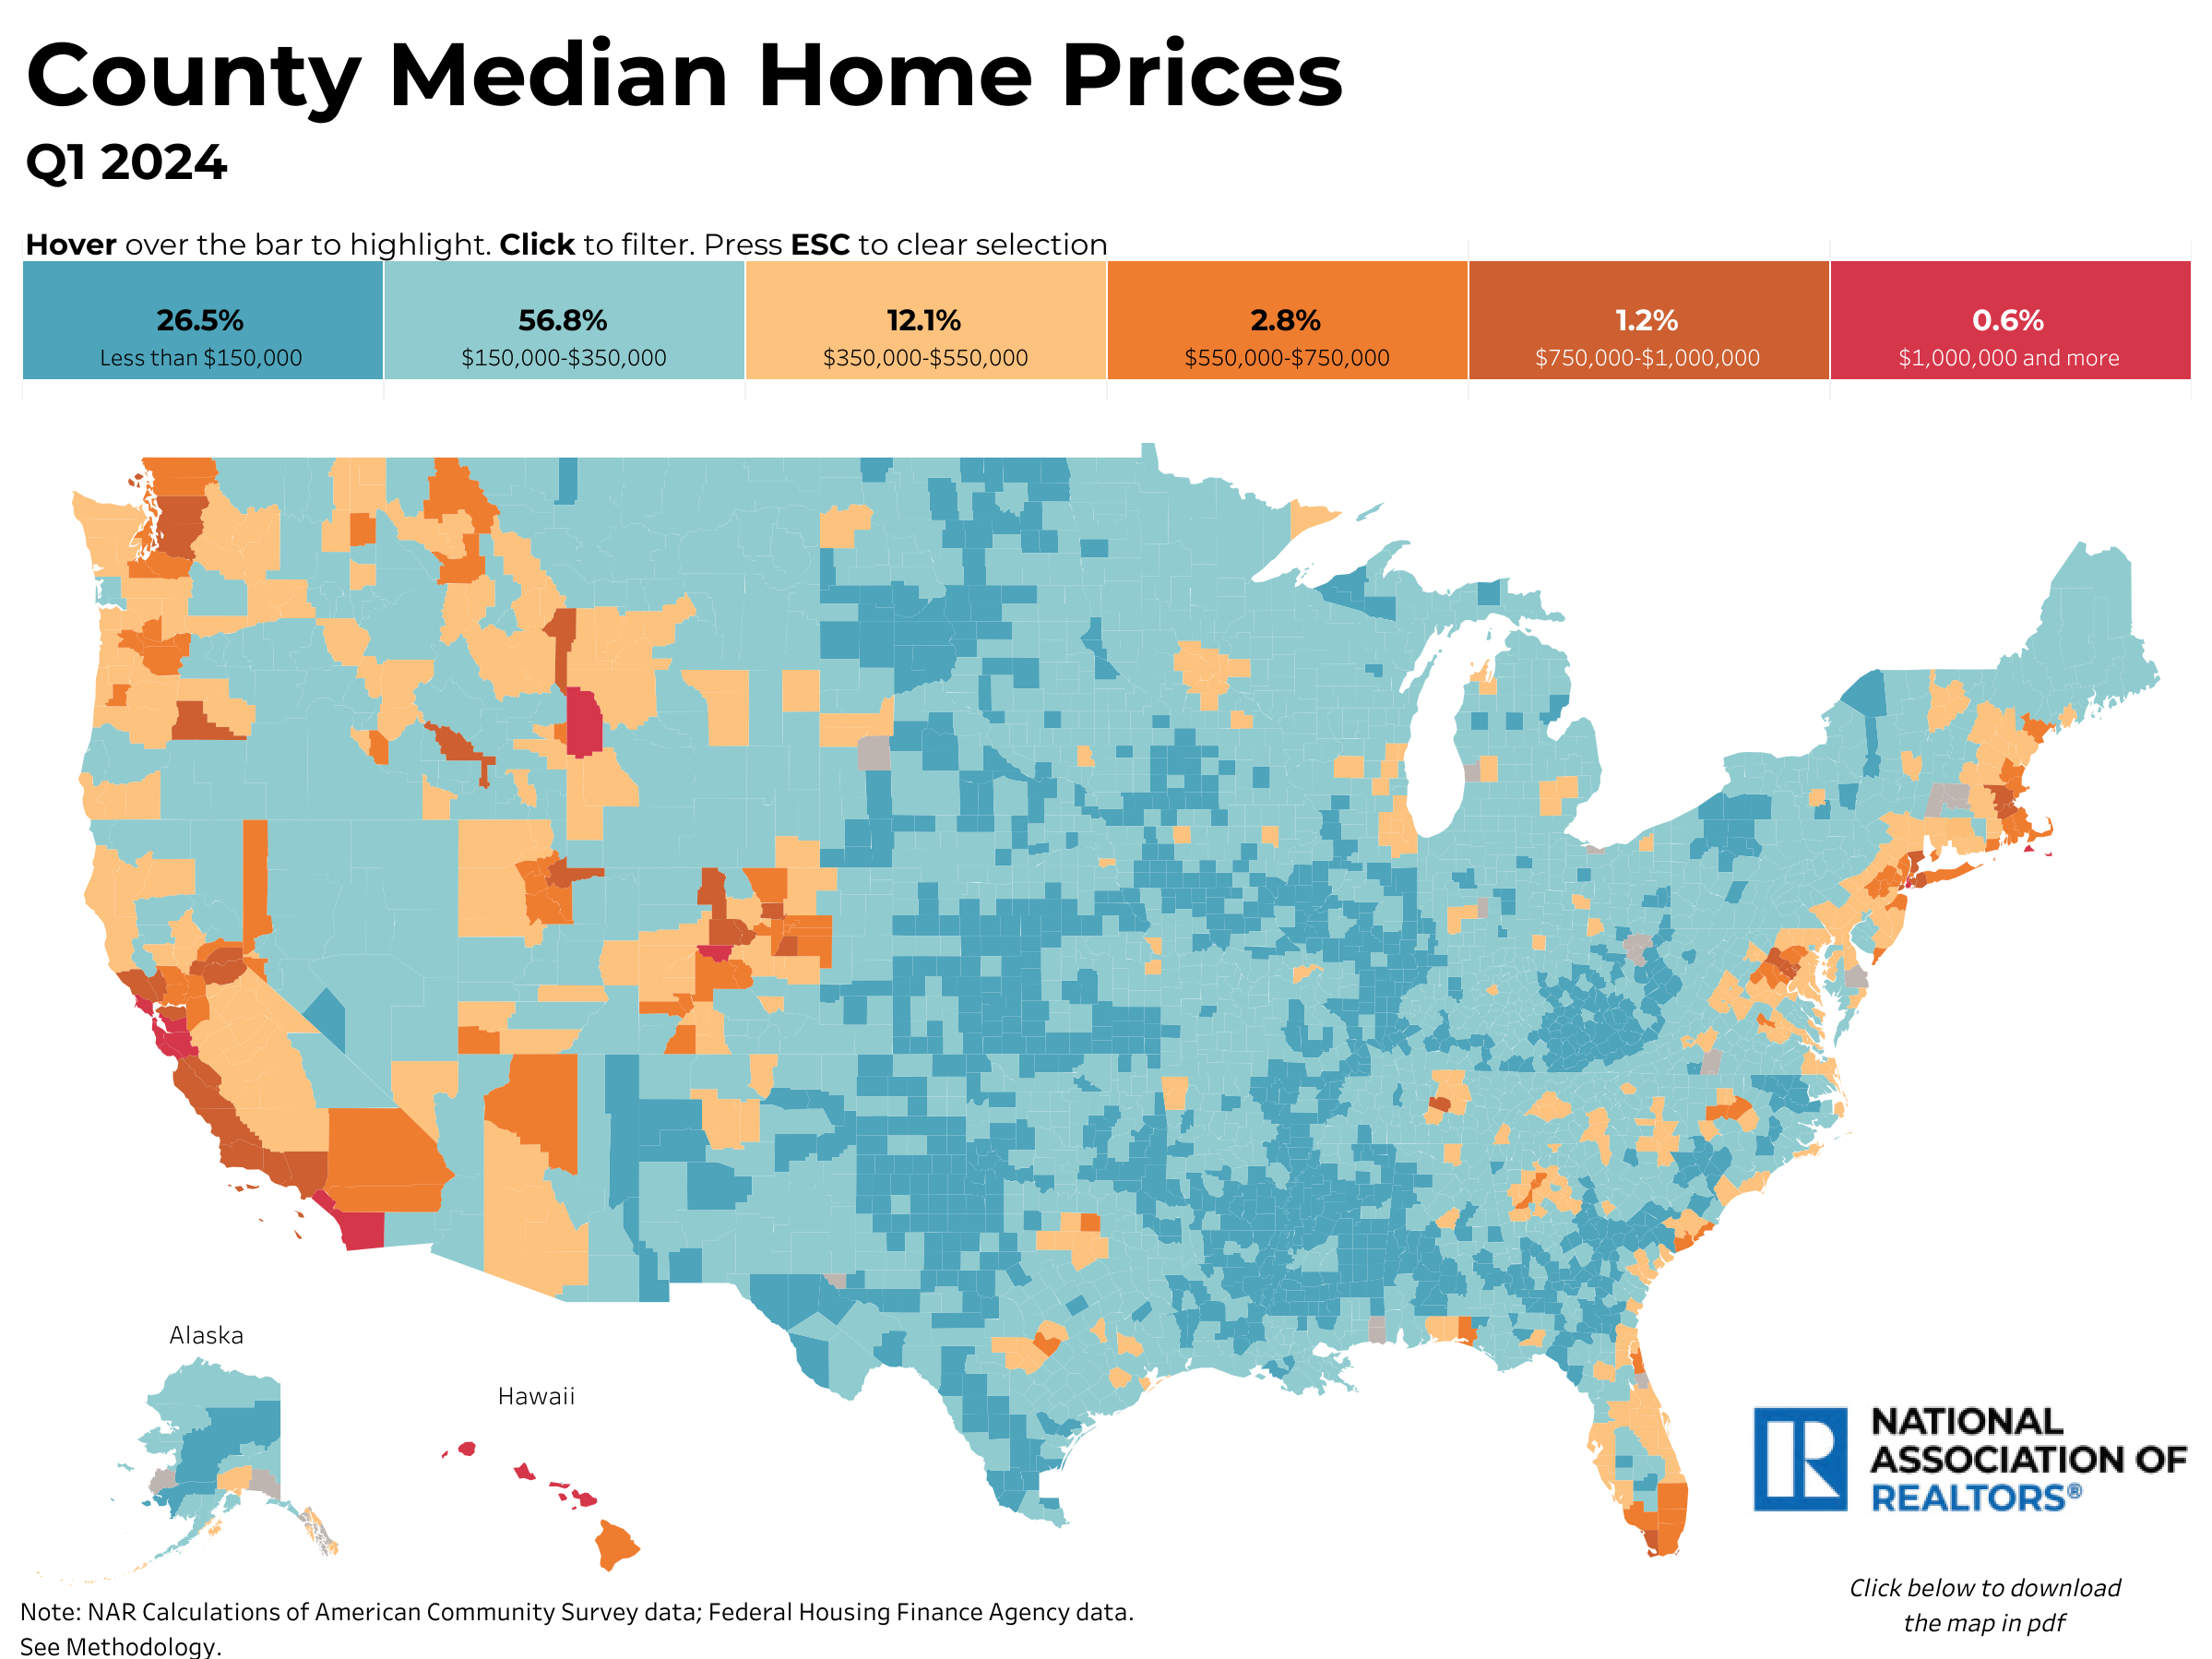 County Median Home Prices
Q1 2024
Hover over the bar to highlight. Click to filter. Press ESC to clear selection
26.5%
Less than $150,000
56.8%
$150,000-$350,000
12.1%
$350,000-$550,000
2.8%
$550,000-$750,000
1.2%
$750,000-$1,000,000
0.6%
$1,000,000 and more
Alaska
Hawaii
NATIONAL
ASSOCIATION OF
REALTORS®
Click below to download
the map in pdf
Note: NAR Calculations of American Community Survey data; Federal Housing Finance Agency data.
See Methodology.